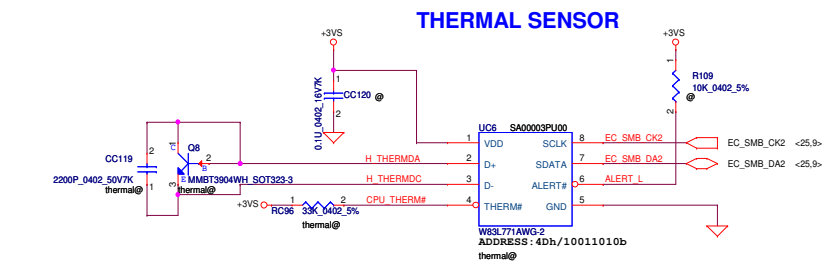 THERMAL SENSOR
+3VS
+3VS
1
CC120 @
2
0.1U_0402_16V7K
1
R109
10K_0402_5%
@
2
UC6 SA00003PU00
1 VDD SCLK 8 EC_SMB_CK2 EC_SMB_CK2 <25,9>
2 D+ SDATA 7 EC_SMB_DA2 EC_SMB_DA2 <25,9>
3 D- ALERT# 6 ALERT_L
4 THERM# GND 5
W83L771AWG-2
ADDRESS:4Dh/10011010b
thermal@
H_THERMDA
H_THERMDC
CPU_THERM#
C
Q8
2
B
E
3
MMBT3904WH_SOT323-3
thermal@
CC119
2
2200P_0402_50V7K
thermal@
1
+3VS
1
2
RC96 33K_0402_5%
thermal@